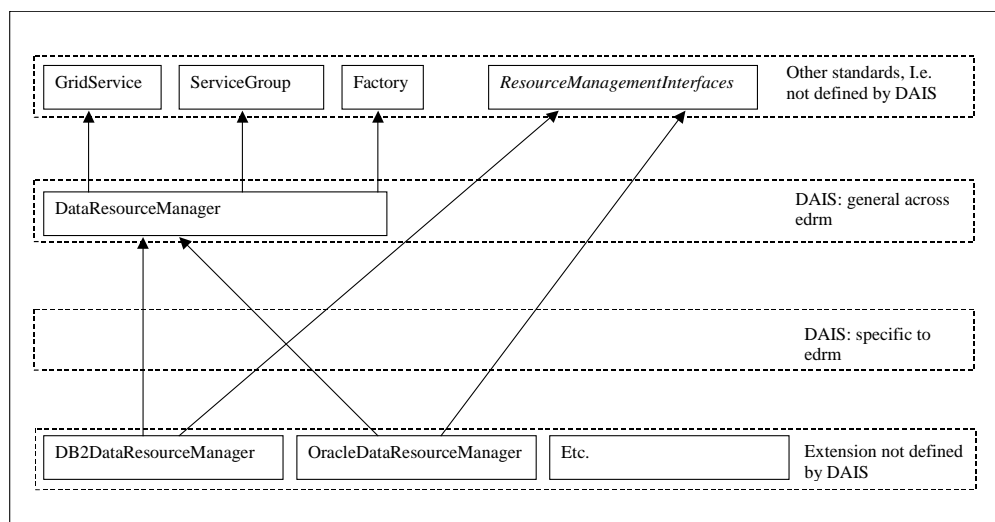 GridService
ServiceGroup
Factory
ResourceManagementInterfaces
Other standards, I.e.
not defined by DAIS
DataResourceManager
DAIS: general across
edrm
DAIS: specific to
edrm
DB2DataResourceManager
OracleDataResourceManager
Etc.
Extension not defined
by DAIS